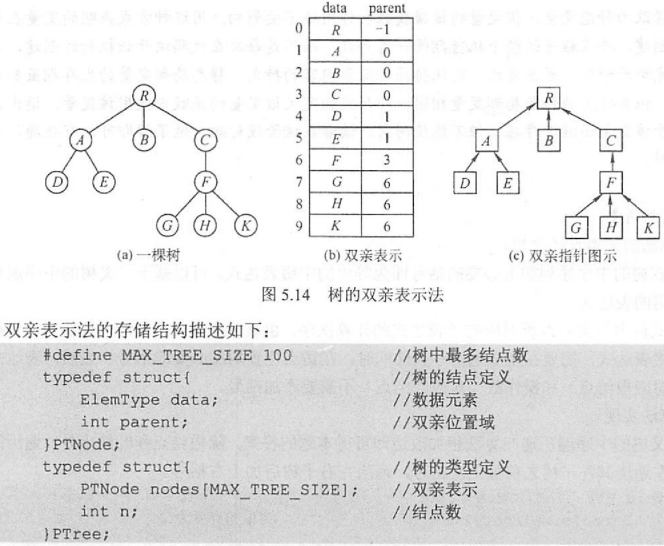 data parent
0 R -1
1 A 0
2 B 0
3 C 0
4 D 1
5 E 1
6 F 3
7 G 6
8 H 6
9 K 6
R
A B C
D E F
G H K
R
A B C
D E F
G H K
(a) 一棵树
(b) 双亲表示
(c) 双亲指针图示
图 5.14 树的双亲表示法
双亲表示法的存储结构描述如下:
#define MAX_TREE_SIZE 100 //树中最多结点数
typedef struct{ //树的结点定义
ElemType data; //数据元素
int parent; //双亲位置域
}PTNode;
typedef struct{ //树的类型定义
PTNode nodes[MAX_TREE_SIZE]; //双亲表示
int n; //结点数
}PTree;